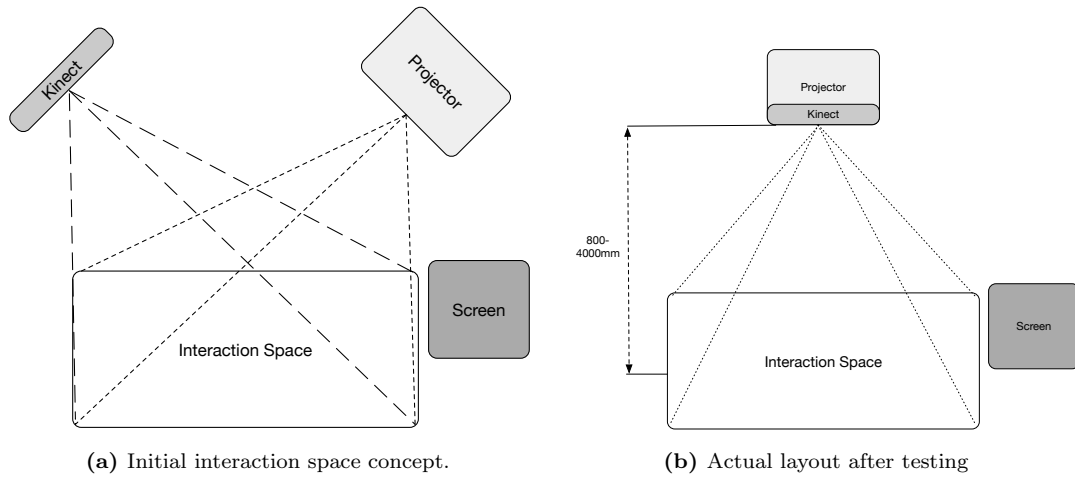 Kinect
Projector
Screen
Interaction Space
(a) Initial interaction space concept.
Projector
Kinect
800-
4000mm
Screen
Interaction Space
(b) Actual layout after testing